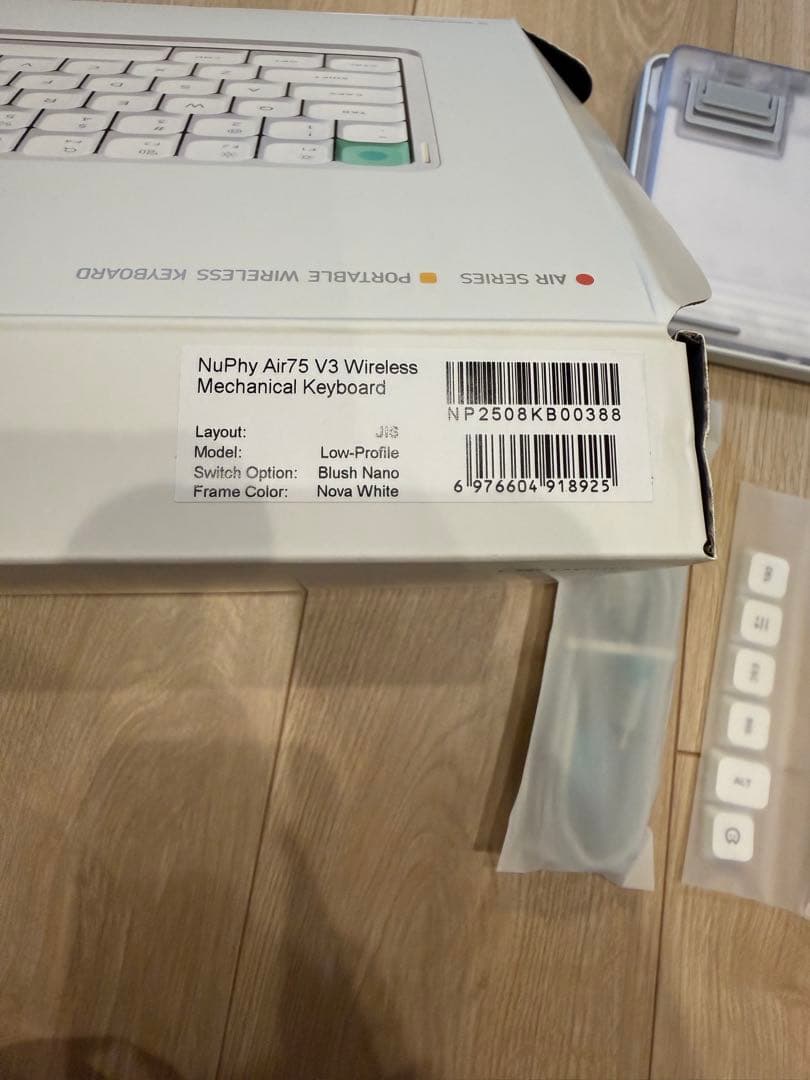 AIR SERIES PORTABLE WIRELESS KEYBOARD
NuPhy Air75 V3 Wireless
Mechanical Keyboard
NP2508KB00388
Layout: JIS
Model: Low-Profile
Switch Option: Blush Nano
Frame Color: Nova White
6 976604 918925
TAB
Q
W
E
R
A
S
D
F
Z
ALT